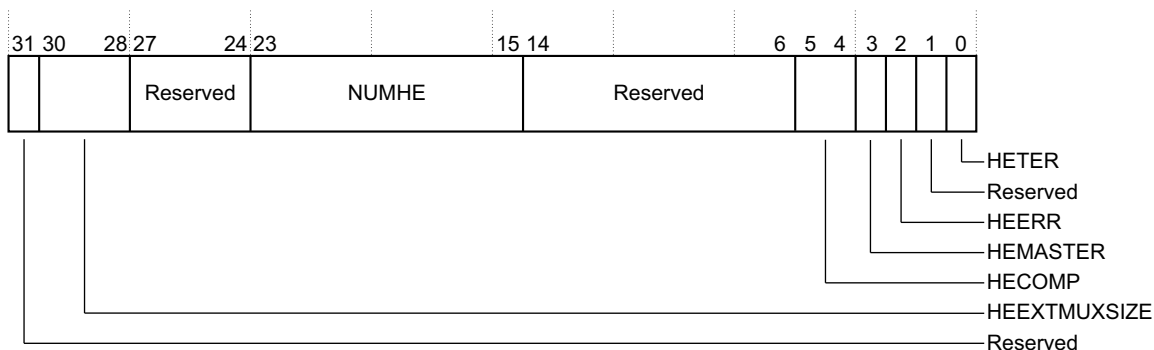 31 30 28 27 24 23 15 14 6 5 4 3 2 1 0
Reserved NUMHE Reserved
HETER
Reserved
HEERR
HEMASTER
HECOMP
HEEXTMUXSIZE
Reserved